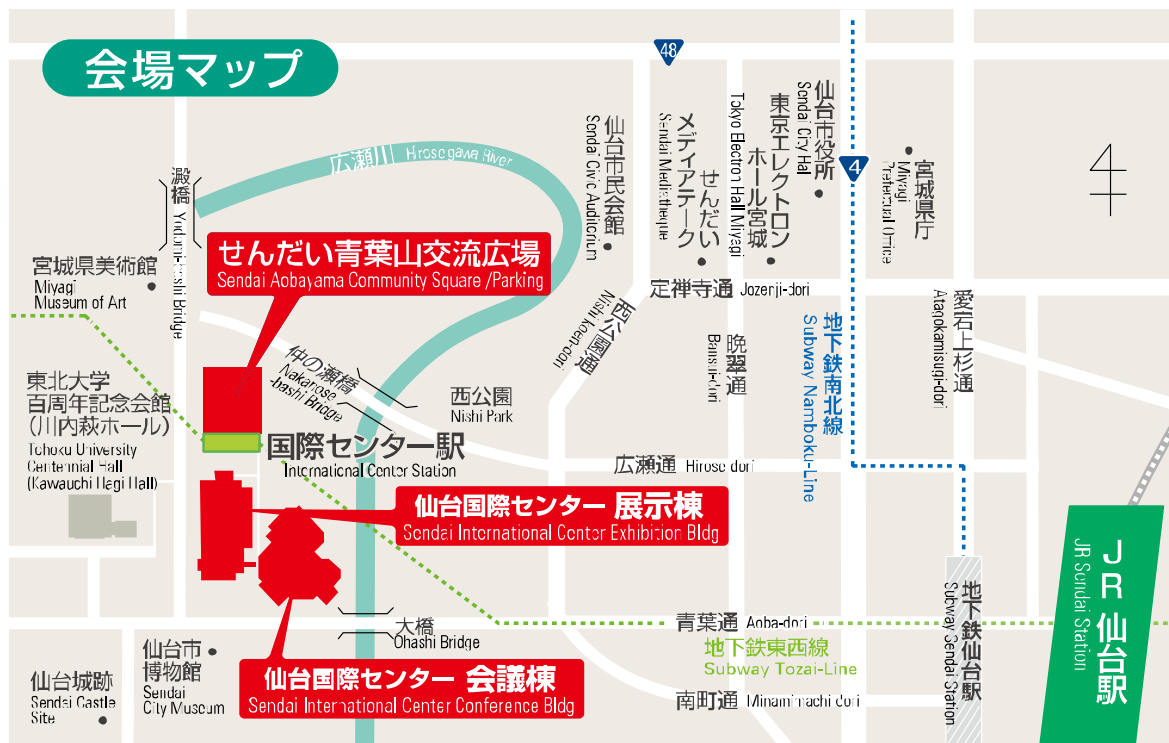 会場マップ
48
4
広瀬川 Hirosegawa River
澱橋
Yodomi-bashi Bridge
宮城県美術館
Miyagi
Museum of Art
せんだい青葉山交流広場
Sendai Aobayama Community Square /Parking
仙台市民会館
Sendai Civic Auditorium
せんだい
メディアテーク
Sendai Mediatheque
東京エレクトロン
ホール宮城
Tokyo Electron Hall Miyagi
仙台市役所
Sendai City Hall
宮城県庁
Miyagi
Prefectual Office
定禅寺通 Jozenji-dori
西公園通
Nishi koen-dori
晩翠通
Bansui-dori
地下鉄南北線
Subway Namboku-Line
愛宕上杉通
Atagokamisugi-dori
仲の瀬橋
Nakanose
-bashi Bridge
西公園
Nishi Park
東北大学
百周年記念会館
(川内萩ホール)
Tohoku University
Centennial Hall
(Kawauchi Hagi Hall)
国際センター駅
International Center Station
広瀬通 Hirose dori
仙台国際センター 展示棟
Sendai International Center Exhibition Bldg
JR 仙台駅
JR Sendai Station
地下鉄仙台駅
Subway Sendai Station
大橋
Ohashi Bridge
青葉通 Aoba-dori
地下鉄東西線
Subway Tozai-Line
仙台市
博物館
Sendai
City Museum
仙台城跡
Sendai Castle
Site
仙台国際センター 会議棟
Sendai International Center Conference Bldg
南町通 Minamimachi dori